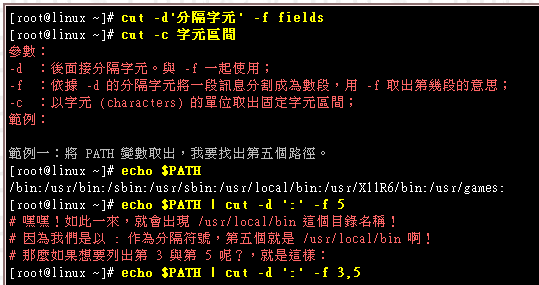 [root@linux ~]# cut -d'分隔字元' -f fields
[root@linux ~]# cut -c 字元區間
參數：
-d ：後面接分隔字元。與 -f 一起使用；
-f ：依據 -d 的分隔字元將一段訊息分割成為數段，用 -f 取出第幾段的意思；
-c ：以字元 (characters) 的單位取出固定字元區間；
範例：
範例一：將 PATH 變數取出，我要找出第五個路徑。
[root@linux ~]# echo $PATH
/bin:/usr/bin:/sbin:/usr/sbin:/usr/local/bin:/usr/X11R6/bin:/usr/games:
[root@linux ~]# echo $PATH | cut -d ':' -f 5
# 嘿嘿！如此一來，就會出現 /usr/local/bin 這個目錄名稱！
# 因為我們是以 : 作為分隔符號，第五個就是 /usr/local/bin 啊！
# 那麼如果想要列出第 3 與第 5 呢？，就是這樣：
[root@linux ~]# echo $PATH | cut -d ':' -f 3,5